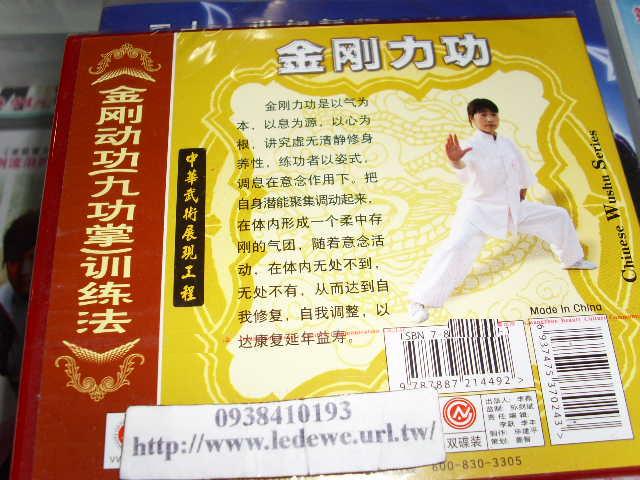 金刚力功
金刚动功(九功掌)训练法
中華武術展現工程
金刚力功是以气为
本，以息为源，以心为
根，讲究虚无清静修身
养性，练功者以姿式，
调息在意念作用下。把
自身潜能聚集调动起来，
在体内形成一个柔中存
刚的气团，随着意念活
动，在体内无处不到，
无处不有，从而达到自
我修复，自我调整，以
达康复延年益寿。
Chinese Wushu Series
Made In China
ISBN 7-88
9787887214492
6937475370243
双碟装
0938410193
http://www.ledewe.url.tw/
800-830-3305